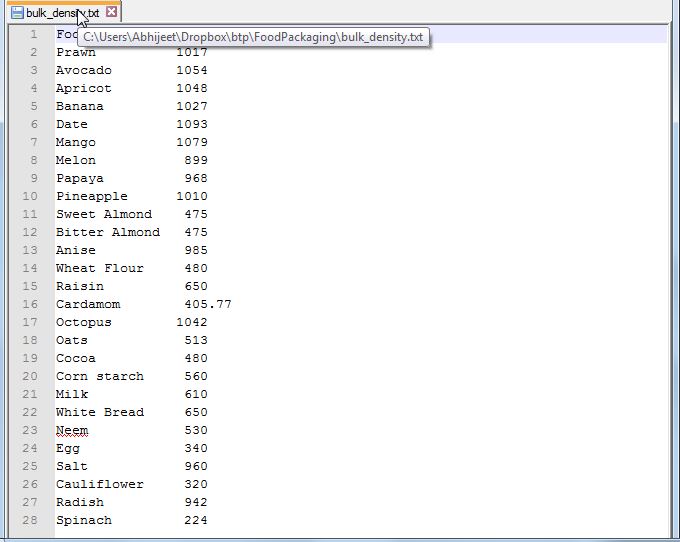 bulk_density.txt
C:\Users\Abhijeet\Dropbox\btp\FoodPackaging\bulk_density.txt
1
2 Prawn 1017
3 Avocado 1054
4 Apricot 1048
5 Banana 1027
6 Date 1093
7 Mango 1079
8 Melon 899
9 Papaya 968
10 Pineapple 1010
11 Sweet Almond 475
12 Bitter Almond 475
13 Anise 985
14 Wheat Flour 480
15 Raisin 650
16 Cardamom 405.77
17 Octopus 1042
18 Oats 513
19 Cocoa 480
20 Corn starch 560
21 Milk 610
22 White Bread 650
23 Neem 530
24 Egg 340
25 Salt 960
26 Cauliflower 320
27 Radish 942
28 Spinach 224